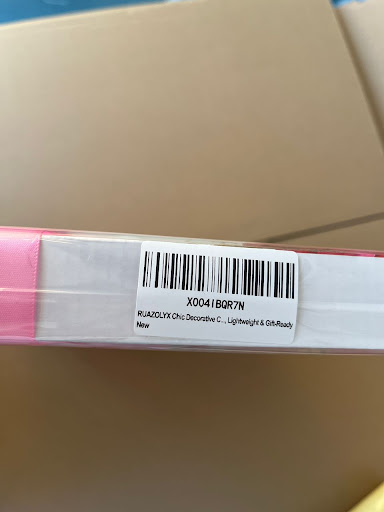 X004IBQR7N
RUAZOLYX Chic Decorative C..., Lightweight & Gift-Ready
New